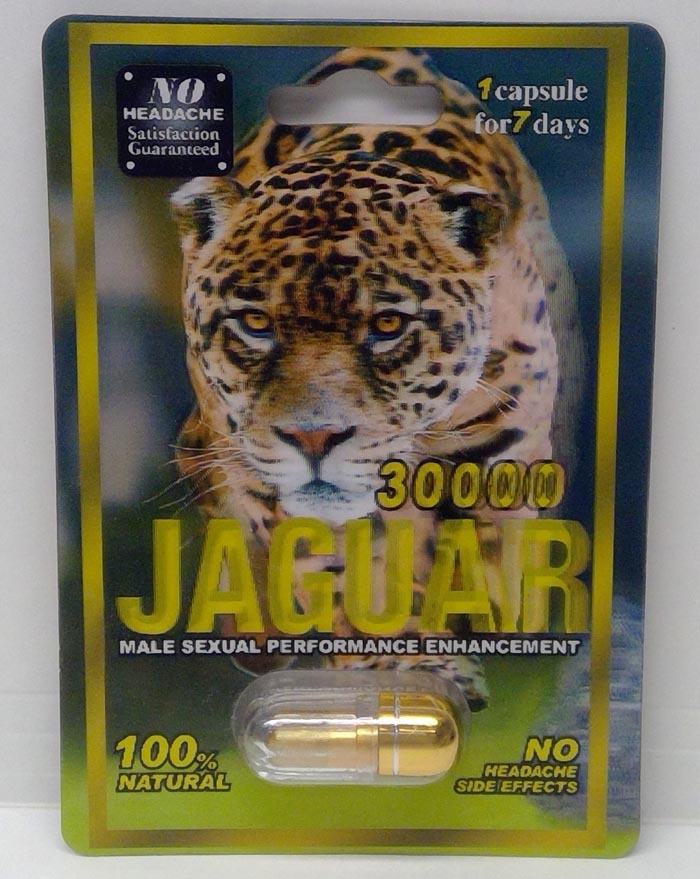 NO
HEADACHE
Satisfaction
Guaranteed
1 capsule
for 7 days
30000
JAGUAR
MALE SEXUAL PERFORMANCE ENHANCEMENT
100%
NATURAL
NO
HEADACHE
SIDE EFFECTS